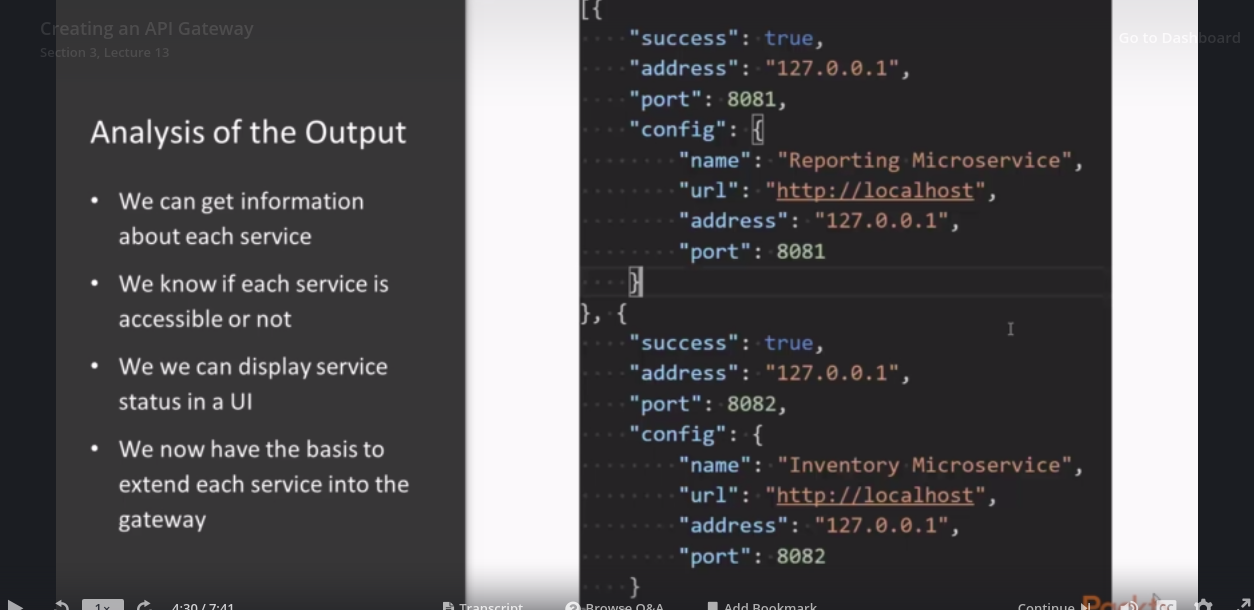 Creating an API Gateway
Section 3, Lecture 13
Go to Dashboard
Analysis of the Output
• We can get information
about each service
• We know if each service is
accessible or not
• We we can display service
status in a UI
• We now have the basis to
extend each service into the
gateway
[{
"success": true,
"address": "127.0.0.1",
"port": 8081,
"config": {
"name": "Reporting Microservice",
"url": "http://localhost",
"address": "127.0.0.1",
"port": 8081
}
}, {
"success": true,
"address": "127.0.0.1",
"port": 8082,
"config": {
"name": "Inventory Microservice",
"url": "http://localhost",
"address": "127.0.0.1",
"port": 8082
}
1x
4:30 / 7:41
Transcript
Browse Q&A
Add Bookmark
Continue
CC